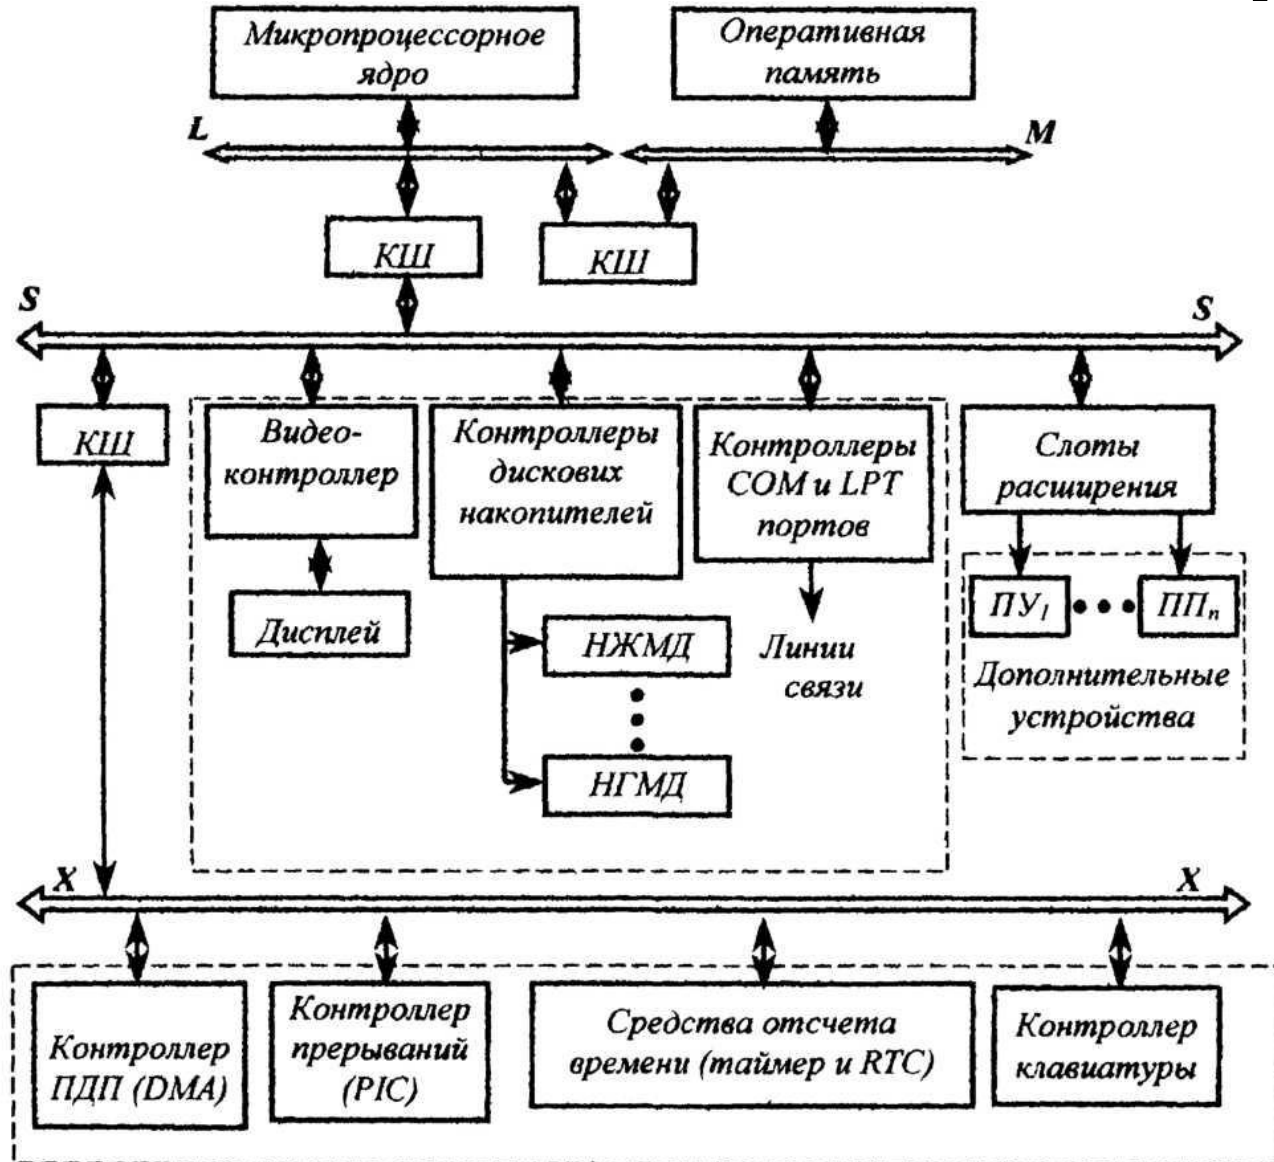 Микропроцессорное
ядро
Оперативная
память
L
M
КШ
КШ
S
S
КШ
Видео-
контроллер
Контроллеры
дисковых
накопителей
Контроллеры
COM и LPT
портов
Слоты
расширения
Дисплей
НЖМД
НГМД
Линии
связи
ПУ₁
ППₙ
Дополнительные
устройства
X
X
Контроллер
ПДП (DMA)
Контроллер
прерываний
(PIC)
Средства отсчета
времени (таймер и RTC)
Контроллер
клавиатуры